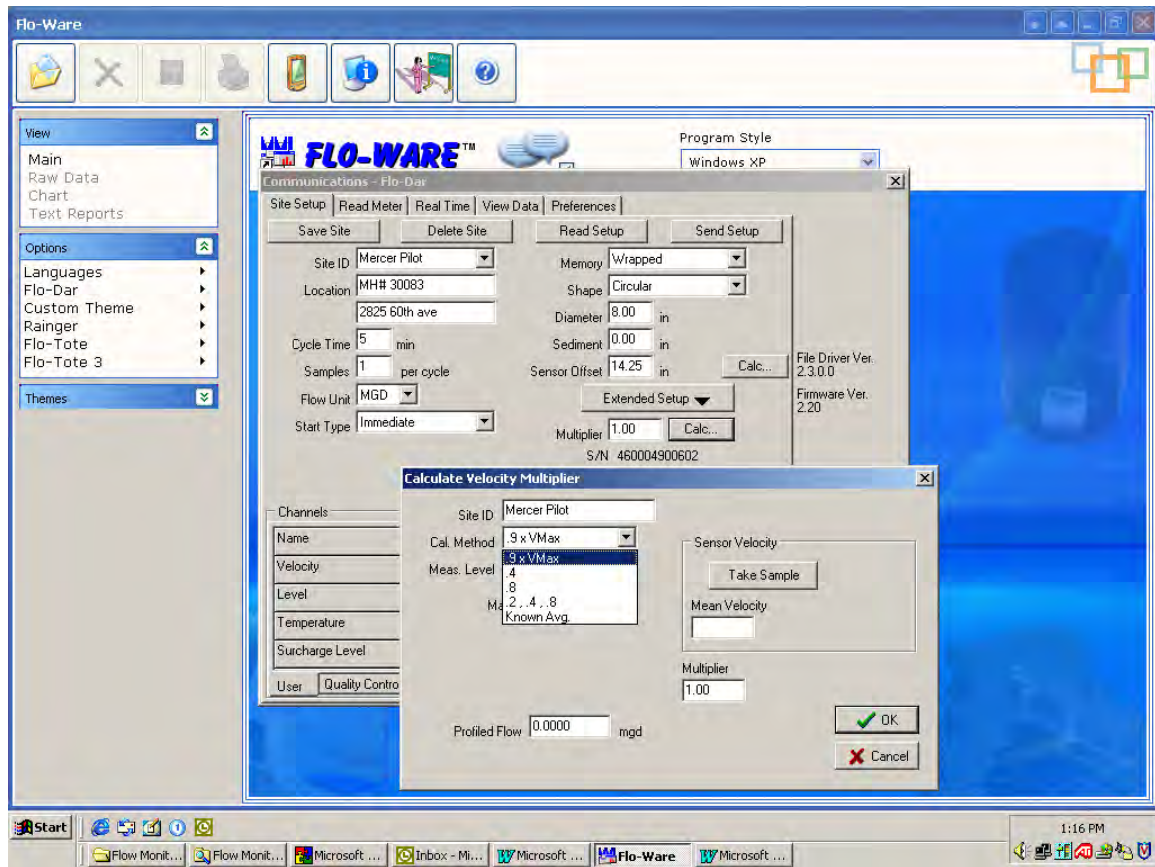 Flo-Ware
View
Main
Raw Data
Chart
Text Reports
Options
Languages
Flo-Dar
Custom Theme
Rainger
Flo-Tote
Flo-Tote 3
Themes
MMI FLO-WARE™
Program Style
Windows XP
Communications - Flo-Dar
Site Setup Read Meter Real Time View Data Preferences
Save Site Delete Site Read Setup Send Setup
Site ID Mercer Pilot
Location MH# 30083
2825 60th ave
Cycle Time 5 min
Samples 1 per cycle
Flow Unit MGD
Start Type Immediate
Memory Wrapped
Shape Circular
Diameter 8.00 in
Sediment 0.00 in
Sensor Offset 14.25 in Calc...
Extended Setup
Multiplier 1.00 Calc...
S/N 460004900602
File Driver Ver.
2.3.0.0
Firmware Ver.
2.20
Channels
Name
Velocity
Level
Temperature
Surcharge Level
User Quality Contro
Calculate Velocity Multiplier
Site ID Mercer Pilot
Cal. Method .9 x VMax
.9 x VMax
.4
.8
.2 , .4 , .8
Known Avg.
Meas. Level
Ma
Sensor Velocity
Take Sample
Mean Velocity
Multiplier
1.00
Profiled Flow 0.0000 mgd
OK
Cancel
Start
Flow Monit... Flow Monit... Microsoft ... Inbox - Mi... Microsoft ... Flo-Ware Microsoft ...
1:16 PM